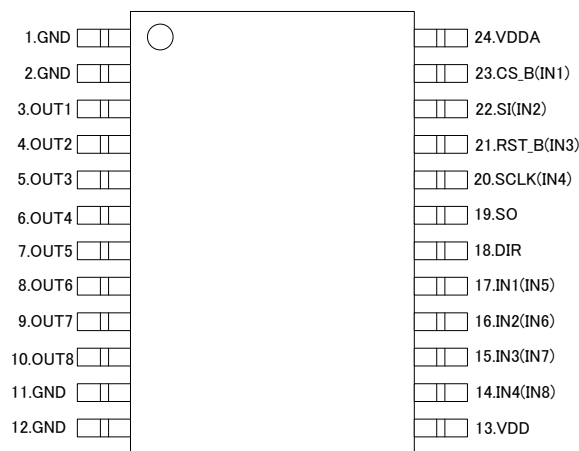 1.GND
2.GND
3.OUT1
4.OUT2
5.OUT3
6.OUT4
7.OUT5
8.OUT6
9.OUT7
10.OUT8
11.GND
12.GND
24.VDDA
23.CS_B(IN1)
22.SI(IN2)
21.RST_B(IN3)
20.SCLK(IN4)
19.SO
18.DIR
17.IN1(IN5)
16.IN2(IN6)
15.IN3(IN7)
14.IN4(IN8)
13.VDD